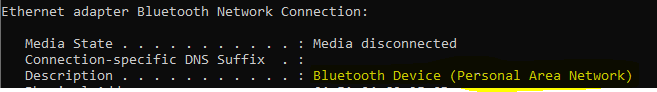 Ethernet adapter Bluetooth Network Connection:
Media State . . . . . . . . . . . : Media disconnected
Connection-specific DNS Suffix  . :
Description . . . . . . . . . . . : Bluetooth Device (Personal Area Network)